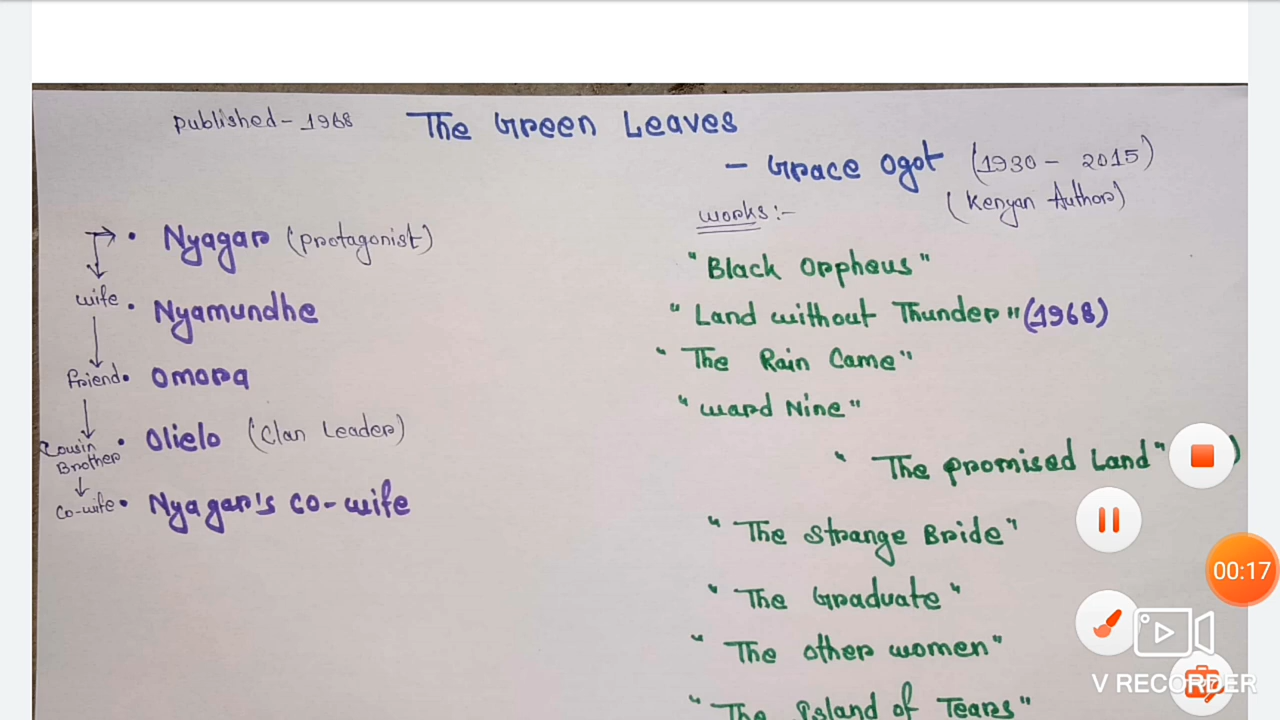 Published - 1968
The Green Leaves
- Grace Ogot (1930 - 2015)
(Kenyan Author)
Works :-
• Nyagar (Protagonist)
wife • Nyamundhe
Friend • Omora
Cousin Brother • Olielo (Clan Leader)
Co-wife • Nyagar's co-wife
"Black Orpheus"
"Land without Thunder" (1968)
"The Rain Came"
"Ward Nine"
"The Promised Land" )
"The Strange Bride"
"The Graduate"
"The other women"
"The Island of Tears"
00:17
V RECORDER